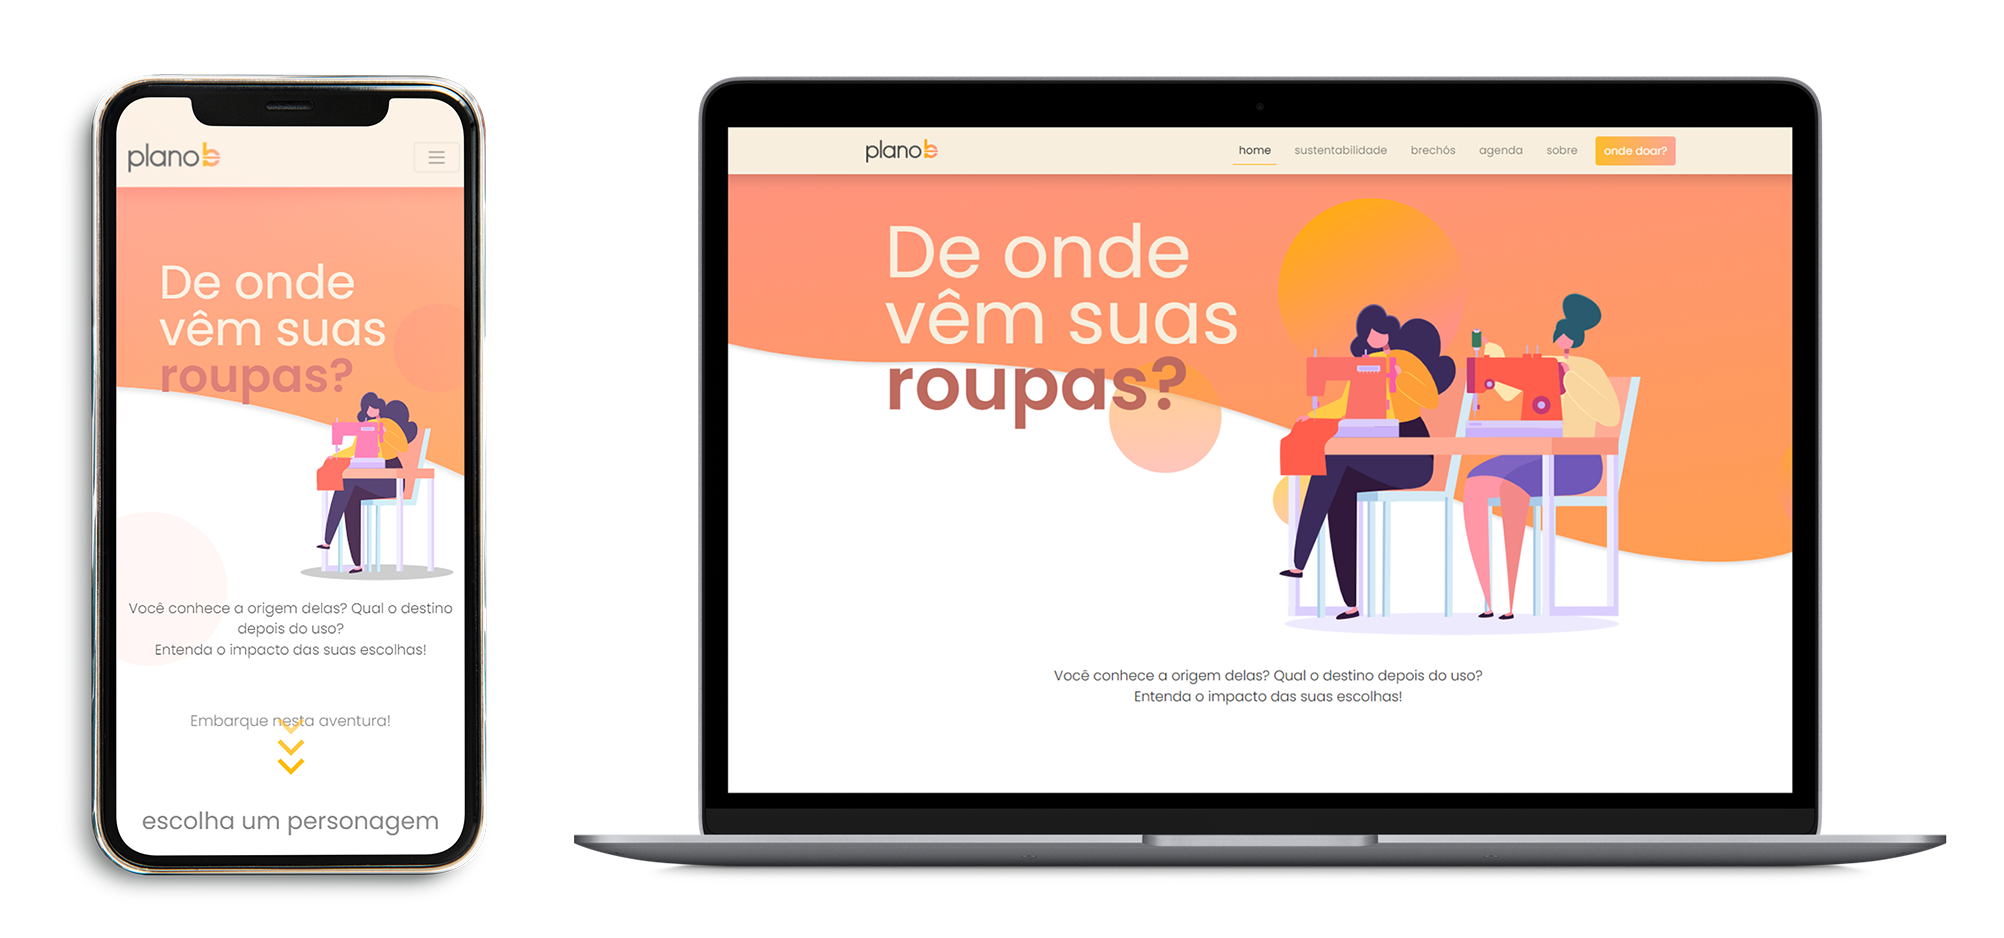 plano b
De onde
vêm suas
roupas?
Você conhece a origem delas? Qual o destino
depois do uso?
Entenda o impacto das suas escolhas!
Embarque nesta aventura!
escolha um personagem
plano b
home sustentabilidade brechós agenda sobre onde doar?
De onde
vêm suas
roupas?
Você conhece a origem delas? Qual o destino depois do uso?
Entenda o impacto das suas escolhas!